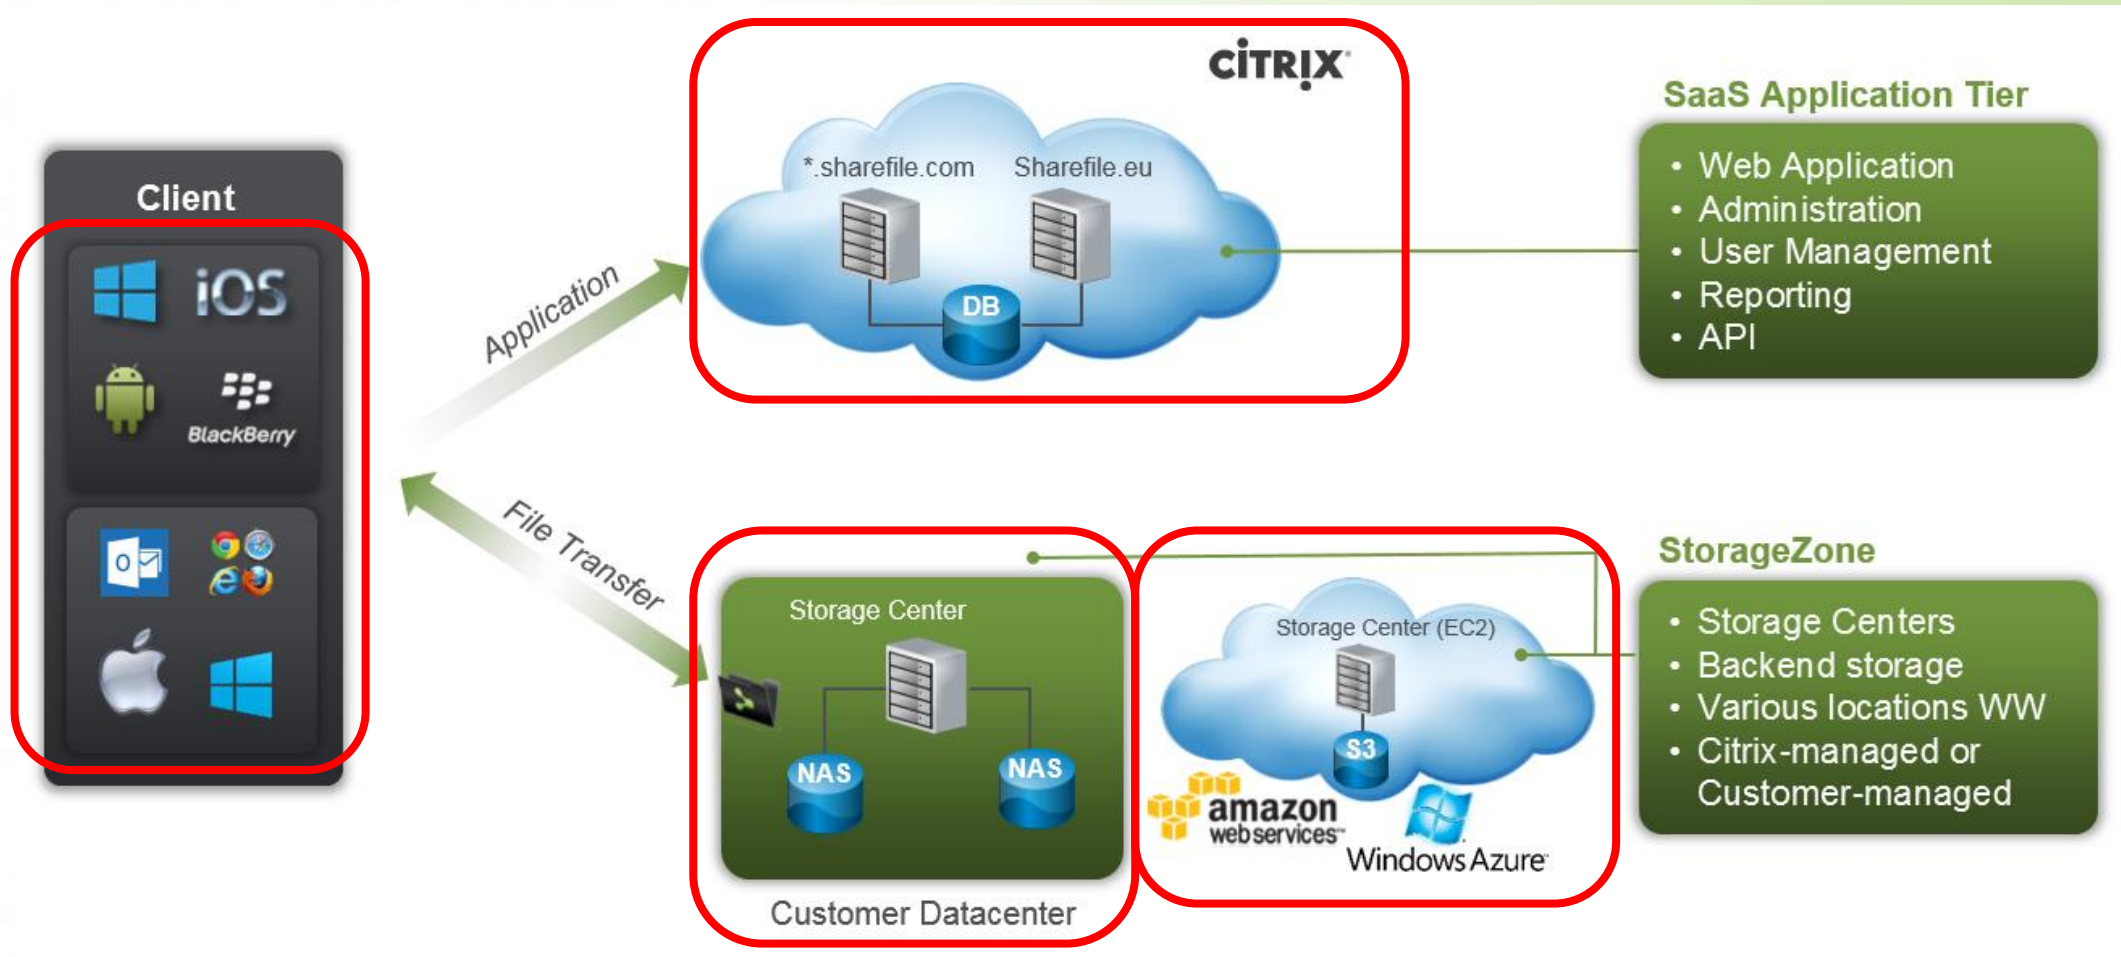 CITRIX
SaaS Application Tier
*.sharefile.com
Sharefile.eu
DB
• Web Application
• Administration
• User Management
• Reporting
• API
Client
iOS
BlackBerry
Application
File Transfer
O
Storage Center
NAS
NAS
Customer Datacenter
Storage Center (EC2)
S3
amazon
webservices™
Windows Azure
StorageZone
• Storage Centers
• Backend storage
• Various locations WW
• Citrix-managed or
Customer-managed